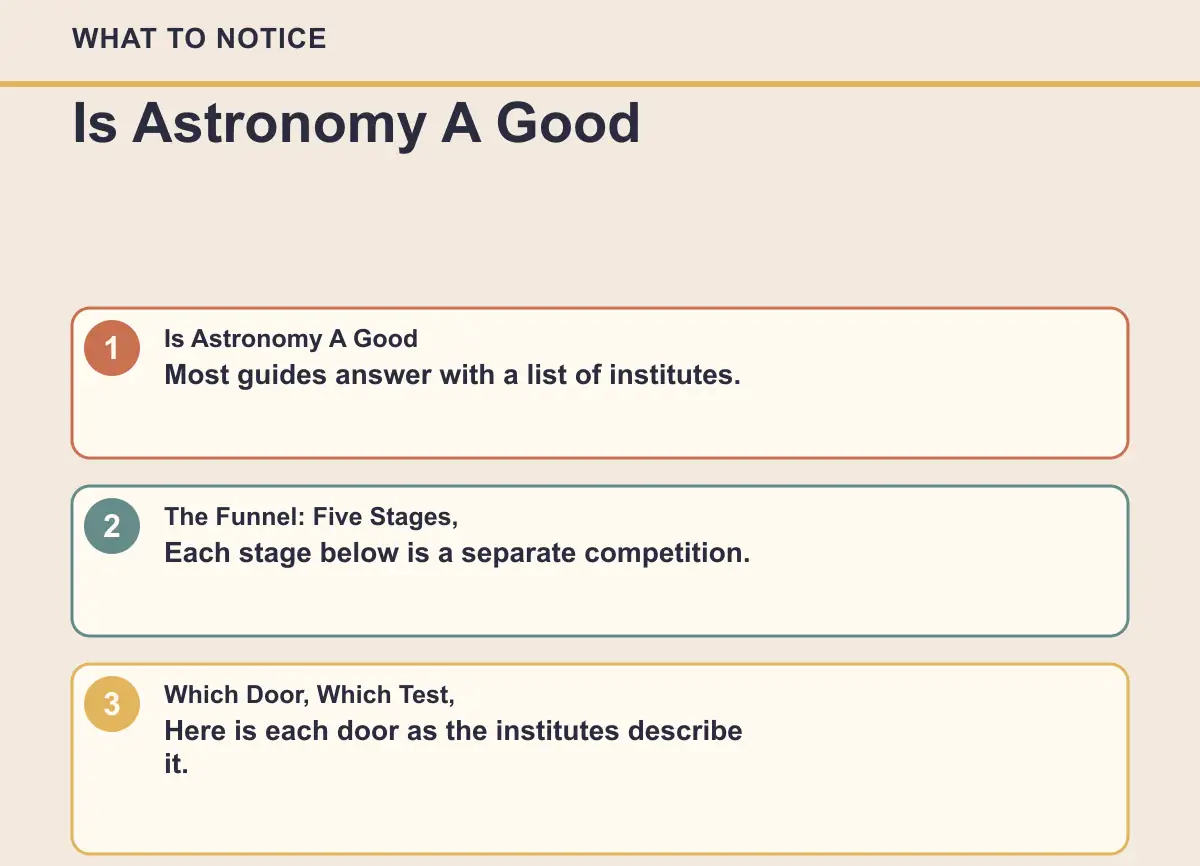 WHAT TO NOTICE
Is Astronomy A Good
1
Is Astronomy A Good
Most guides answer with a list of institutes.
2
The Funnel: Five Stages,
Each stage below is a separate competition.
3
Which Door, Which Test,
Here is each door as the institutes describe
it.